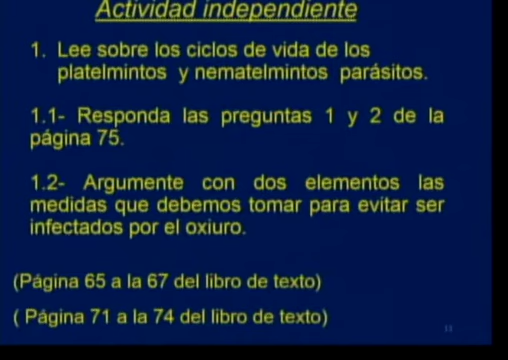 Actividad independiente
1. Lee sobre los ciclos de vida de los
platelmintos y nematelmintos parásitos.
1.1- Responda las preguntas 1 y 2 de la
página 75.
1.2- Argumente con dos elementos las
medidas que debemos tomar para evitar ser
infectados por el oxiuro.
(Página 65 a la 67 del libro de texto)
( Página 71 a la 74 del libro de texto)